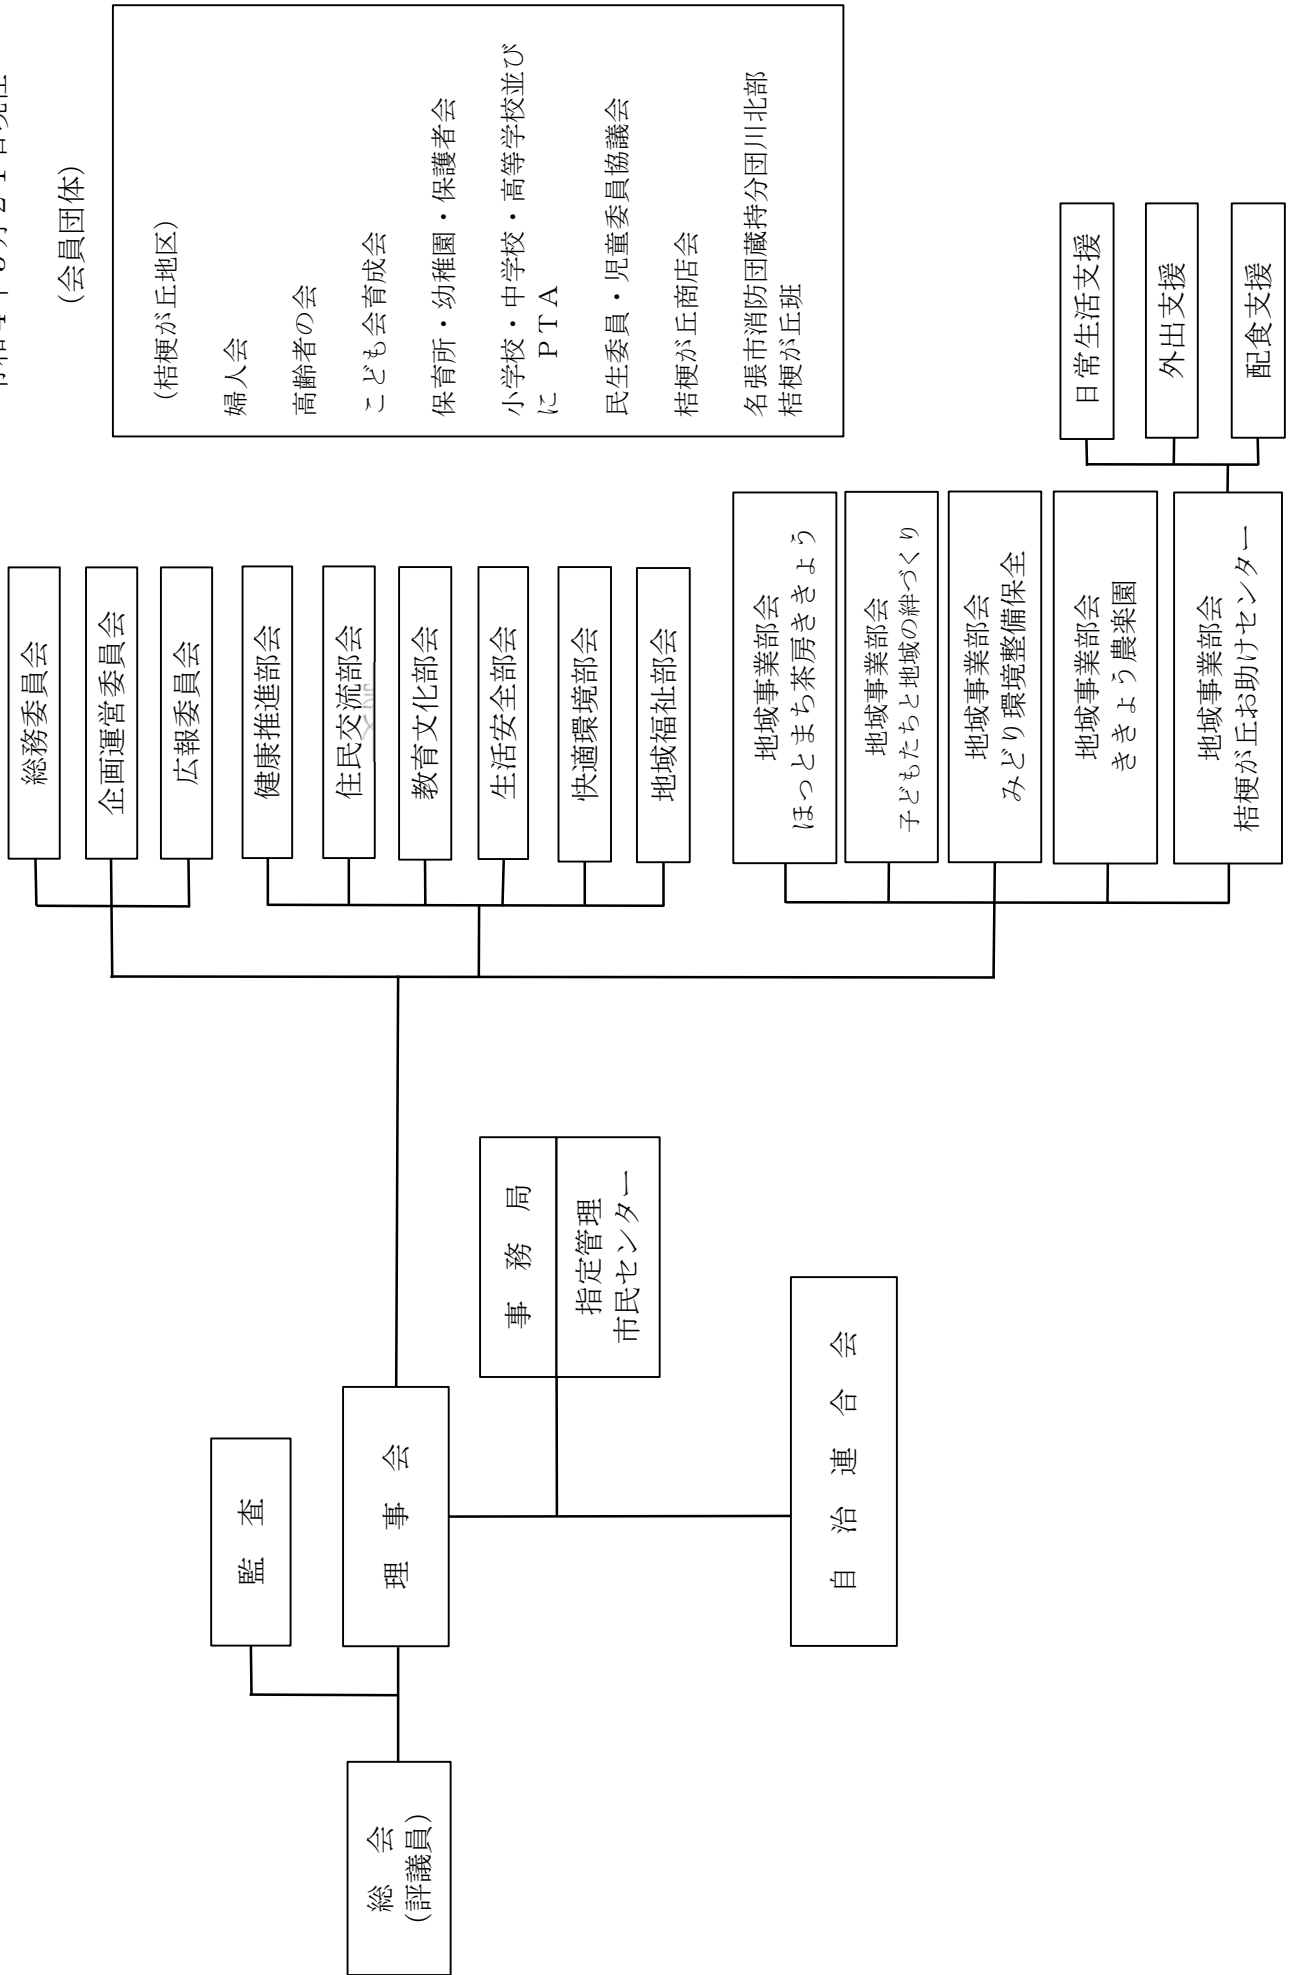 (会員団体)
(桔梗が丘地区)
婦人会
高齢者の会
こども会育成会
保育所・幼稚園・保護者会
小学校・中学校・高等学校並び
に PTA
民生委員・児童委員協議会
桔梗が丘商店会
名張市消防団蔵持分団川北部
桔梗が丘班
総 会
(評議員)
監 査
理 事 会
事 務 局
指定管理
市民センター
自 治 連 合 会
総務委員会
企画運営委員会
広報委員会
健康推進部会
住民交流部会
教育文化部会
生活安全部会
快適環境部会
地域福祉部会
地域事業部会
ほっとまち茶房ききょう
地域事業部会
子どもたちと地域の絆づくり
地域事業部会
みどり環境整備保全
地域事業部会
ききょう農楽園
地域事業部会
桔梗が丘お助けセンター
日常生活支援
外出支援
配食支援